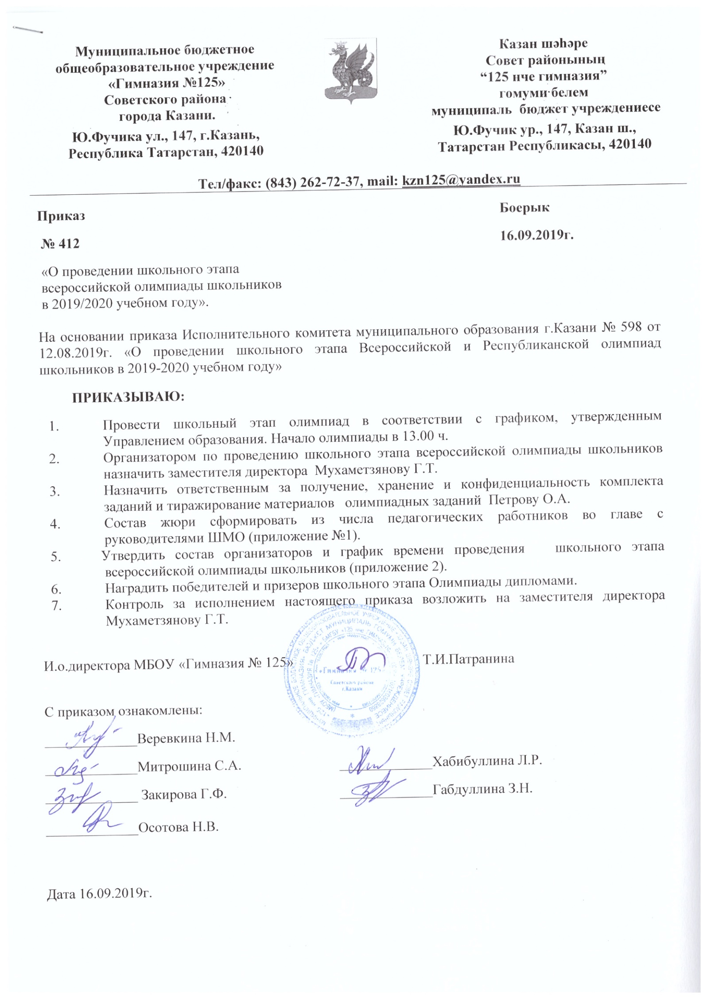 Муниципальное бюджетное
общеобразовательное учреждение
«Гимназия №125»
Советского района
города Казани.
Ю.Фучика ул., 147, г.Казань,
Республика Татарстан, 420140
Казан шәһәре
Совет районының
“125 нче гимназия”
гомуми белем
муниципаль бюджет учреждениесе
Ю.Фучик ур., 147, Казан ш.,
Татарстан Республикасы, 420140
Тел/факс: (843) 262-72-37, mail: kzn125@yandex.ru
Приказ
Боерык
№ 412
16.09.2019г.
«О проведении школьного этапа
всероссийской олимпиады школьников
в 2019/2020 учебном году».
На основании приказа Исполнительного комитета муниципального образования г.Казани № 598 от
12.08.2019г. «О проведении школьного этапа Всероссийской и Республиканской олимпиад
школьников в 2019-2020 учебном году»
ПРИКАЗЫВАЮ:
1. Провести школьный этап олимпиад в соответствии с графиком, утвержденным
Управлением образования. Начало олимпиады в 13.00 ч.
2. Организатором по проведению школьного этапа всероссийской олимпиады школьников
назначить заместителя директора Мухаметзянову Г.Т.
3. Назначить ответственным за получение, хранение и конфиденциальность комплекта
заданий и тиражирование материалов олимпиадных заданий Петрову О.А.
4. Состав жюри сформировать из числа педагогических работников во главе с
руководителями ШМО (приложение №1).
5. Утвердить состав организаторов и график времени проведения школьного этапа
всероссийской олимпиады школьников (приложение 2).
6. Наградить победителей и призеров школьного этапа Олимпиады дипломами.
7. Контроль за исполнением настоящего приказа возложить на заместителя директора
Мухаметзянову Г.Т.
И.о.директора МБОУ «Гимназия № 125» Т.И.Патранина
«Гимназия № 125»
Советского района
г.Казани
С приказом ознакомлены:
Веревкина Н.М.
Митрошина С.А.
Хабибуллина Л.Р.
Закирова Г.Ф.
Габдуллина З.Н.
Осотова Н.В.
Дата 16.09.2019г.